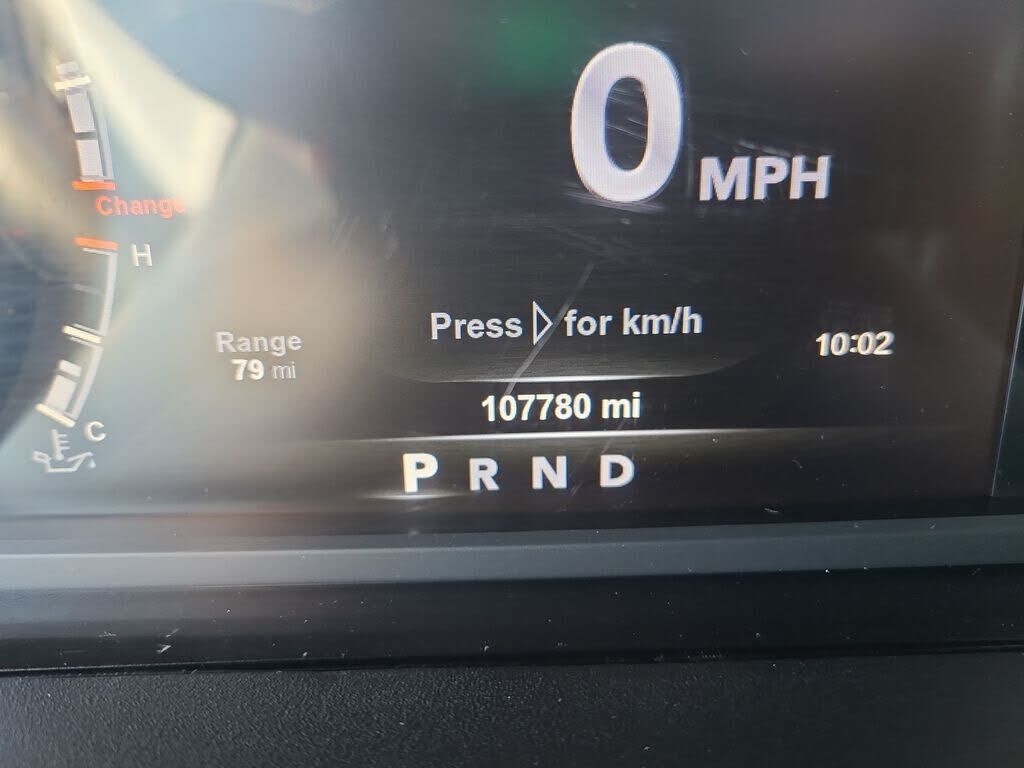 0 MPH
Change
H
Press ▷ for km/h
Range
79 mi
10:02
107780 mi
C
P R N D